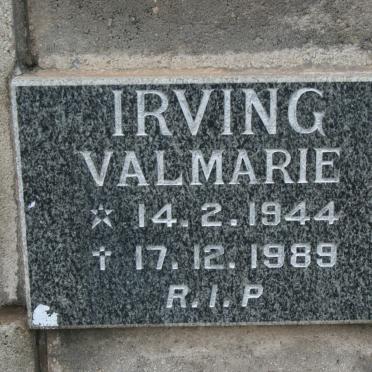 IRVING
VALMARIE
☆ 14.2.1944
✝ 17.12.1989
R.I.P